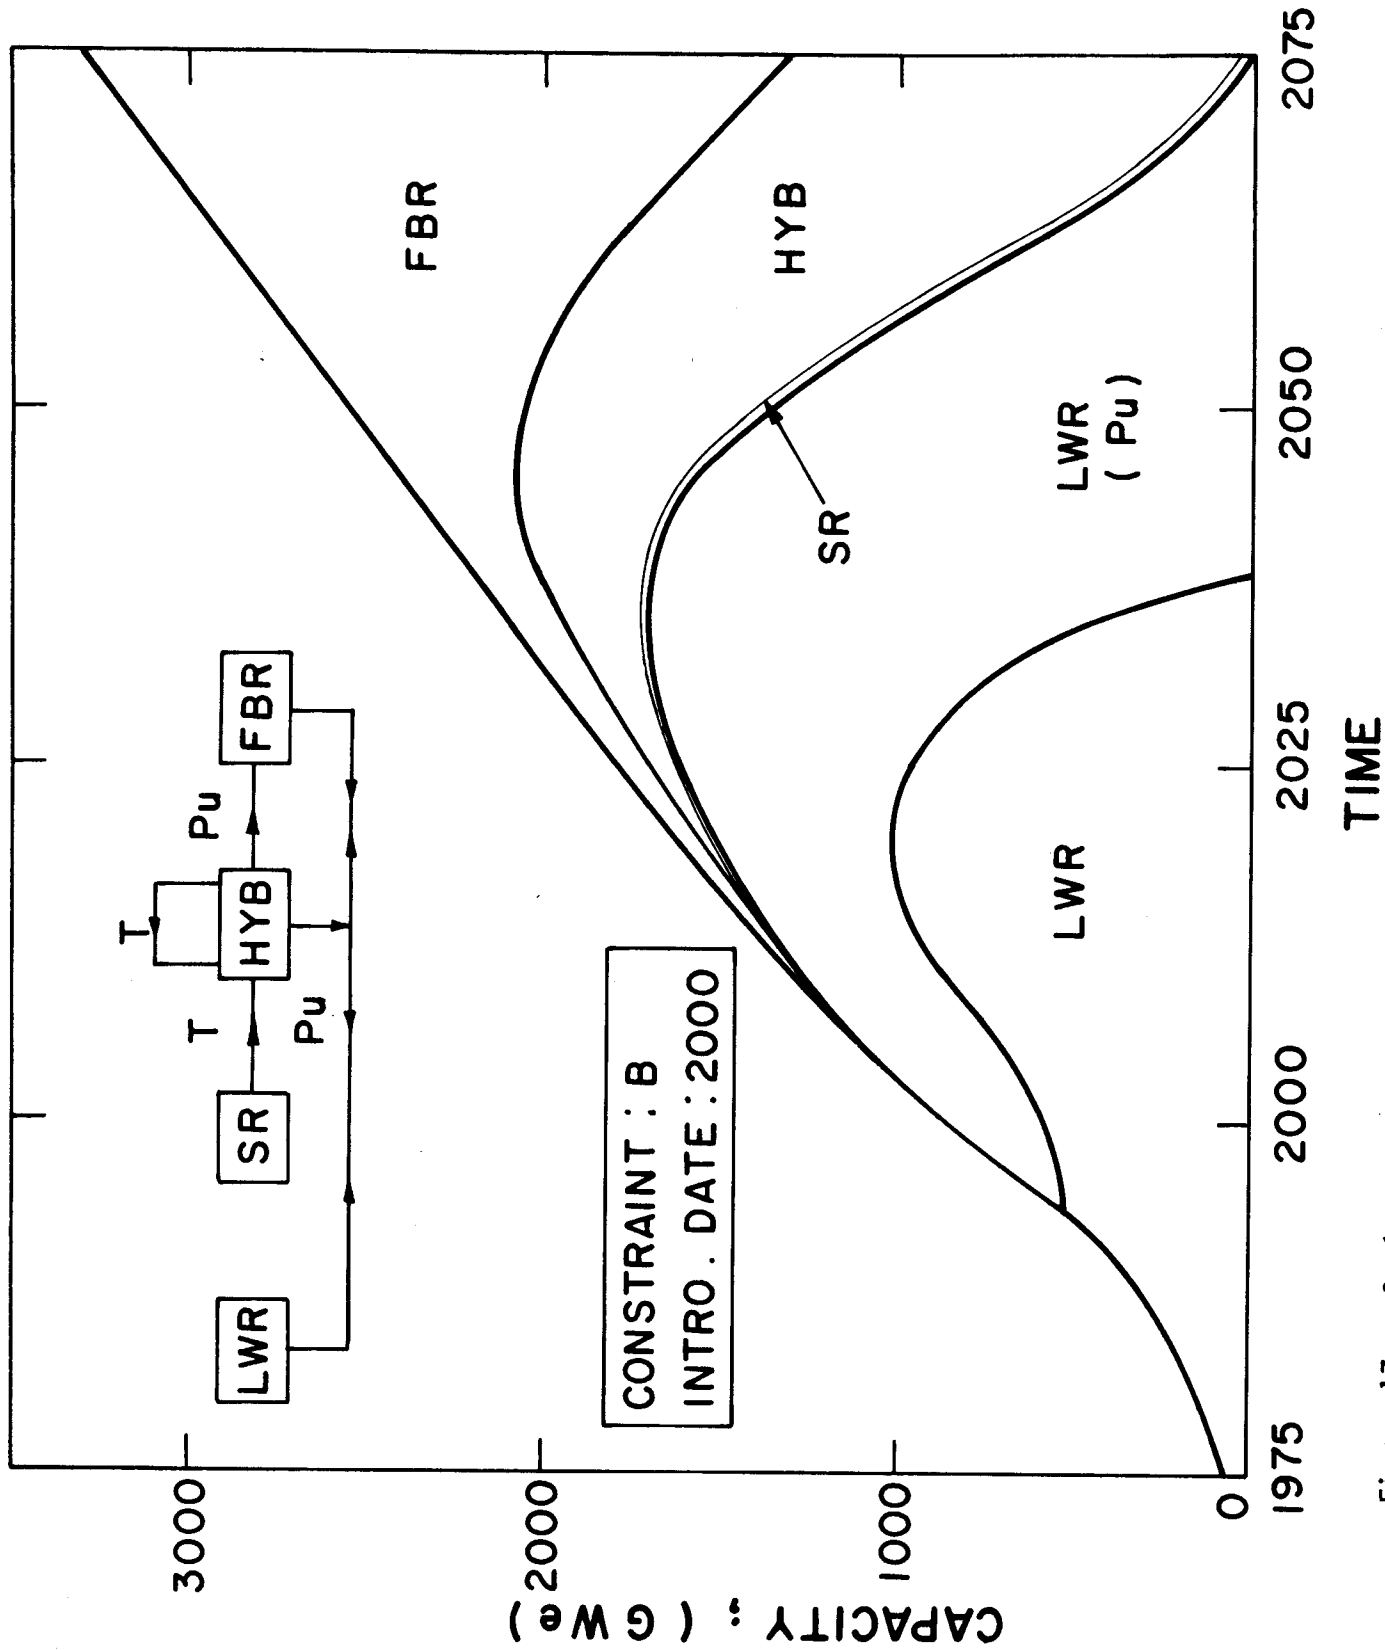 CAPACITY ; ( GWe )
3000
2000
1000
0
LWR
SR
T
HYB
T
Pu
FBR
Pu
CONSTRAINT : B
INTRO. DATE : 2000
FBR
HYB
SR
LWR
( Pu )
LWR
1975
2000
2025
2050
2075
TIME